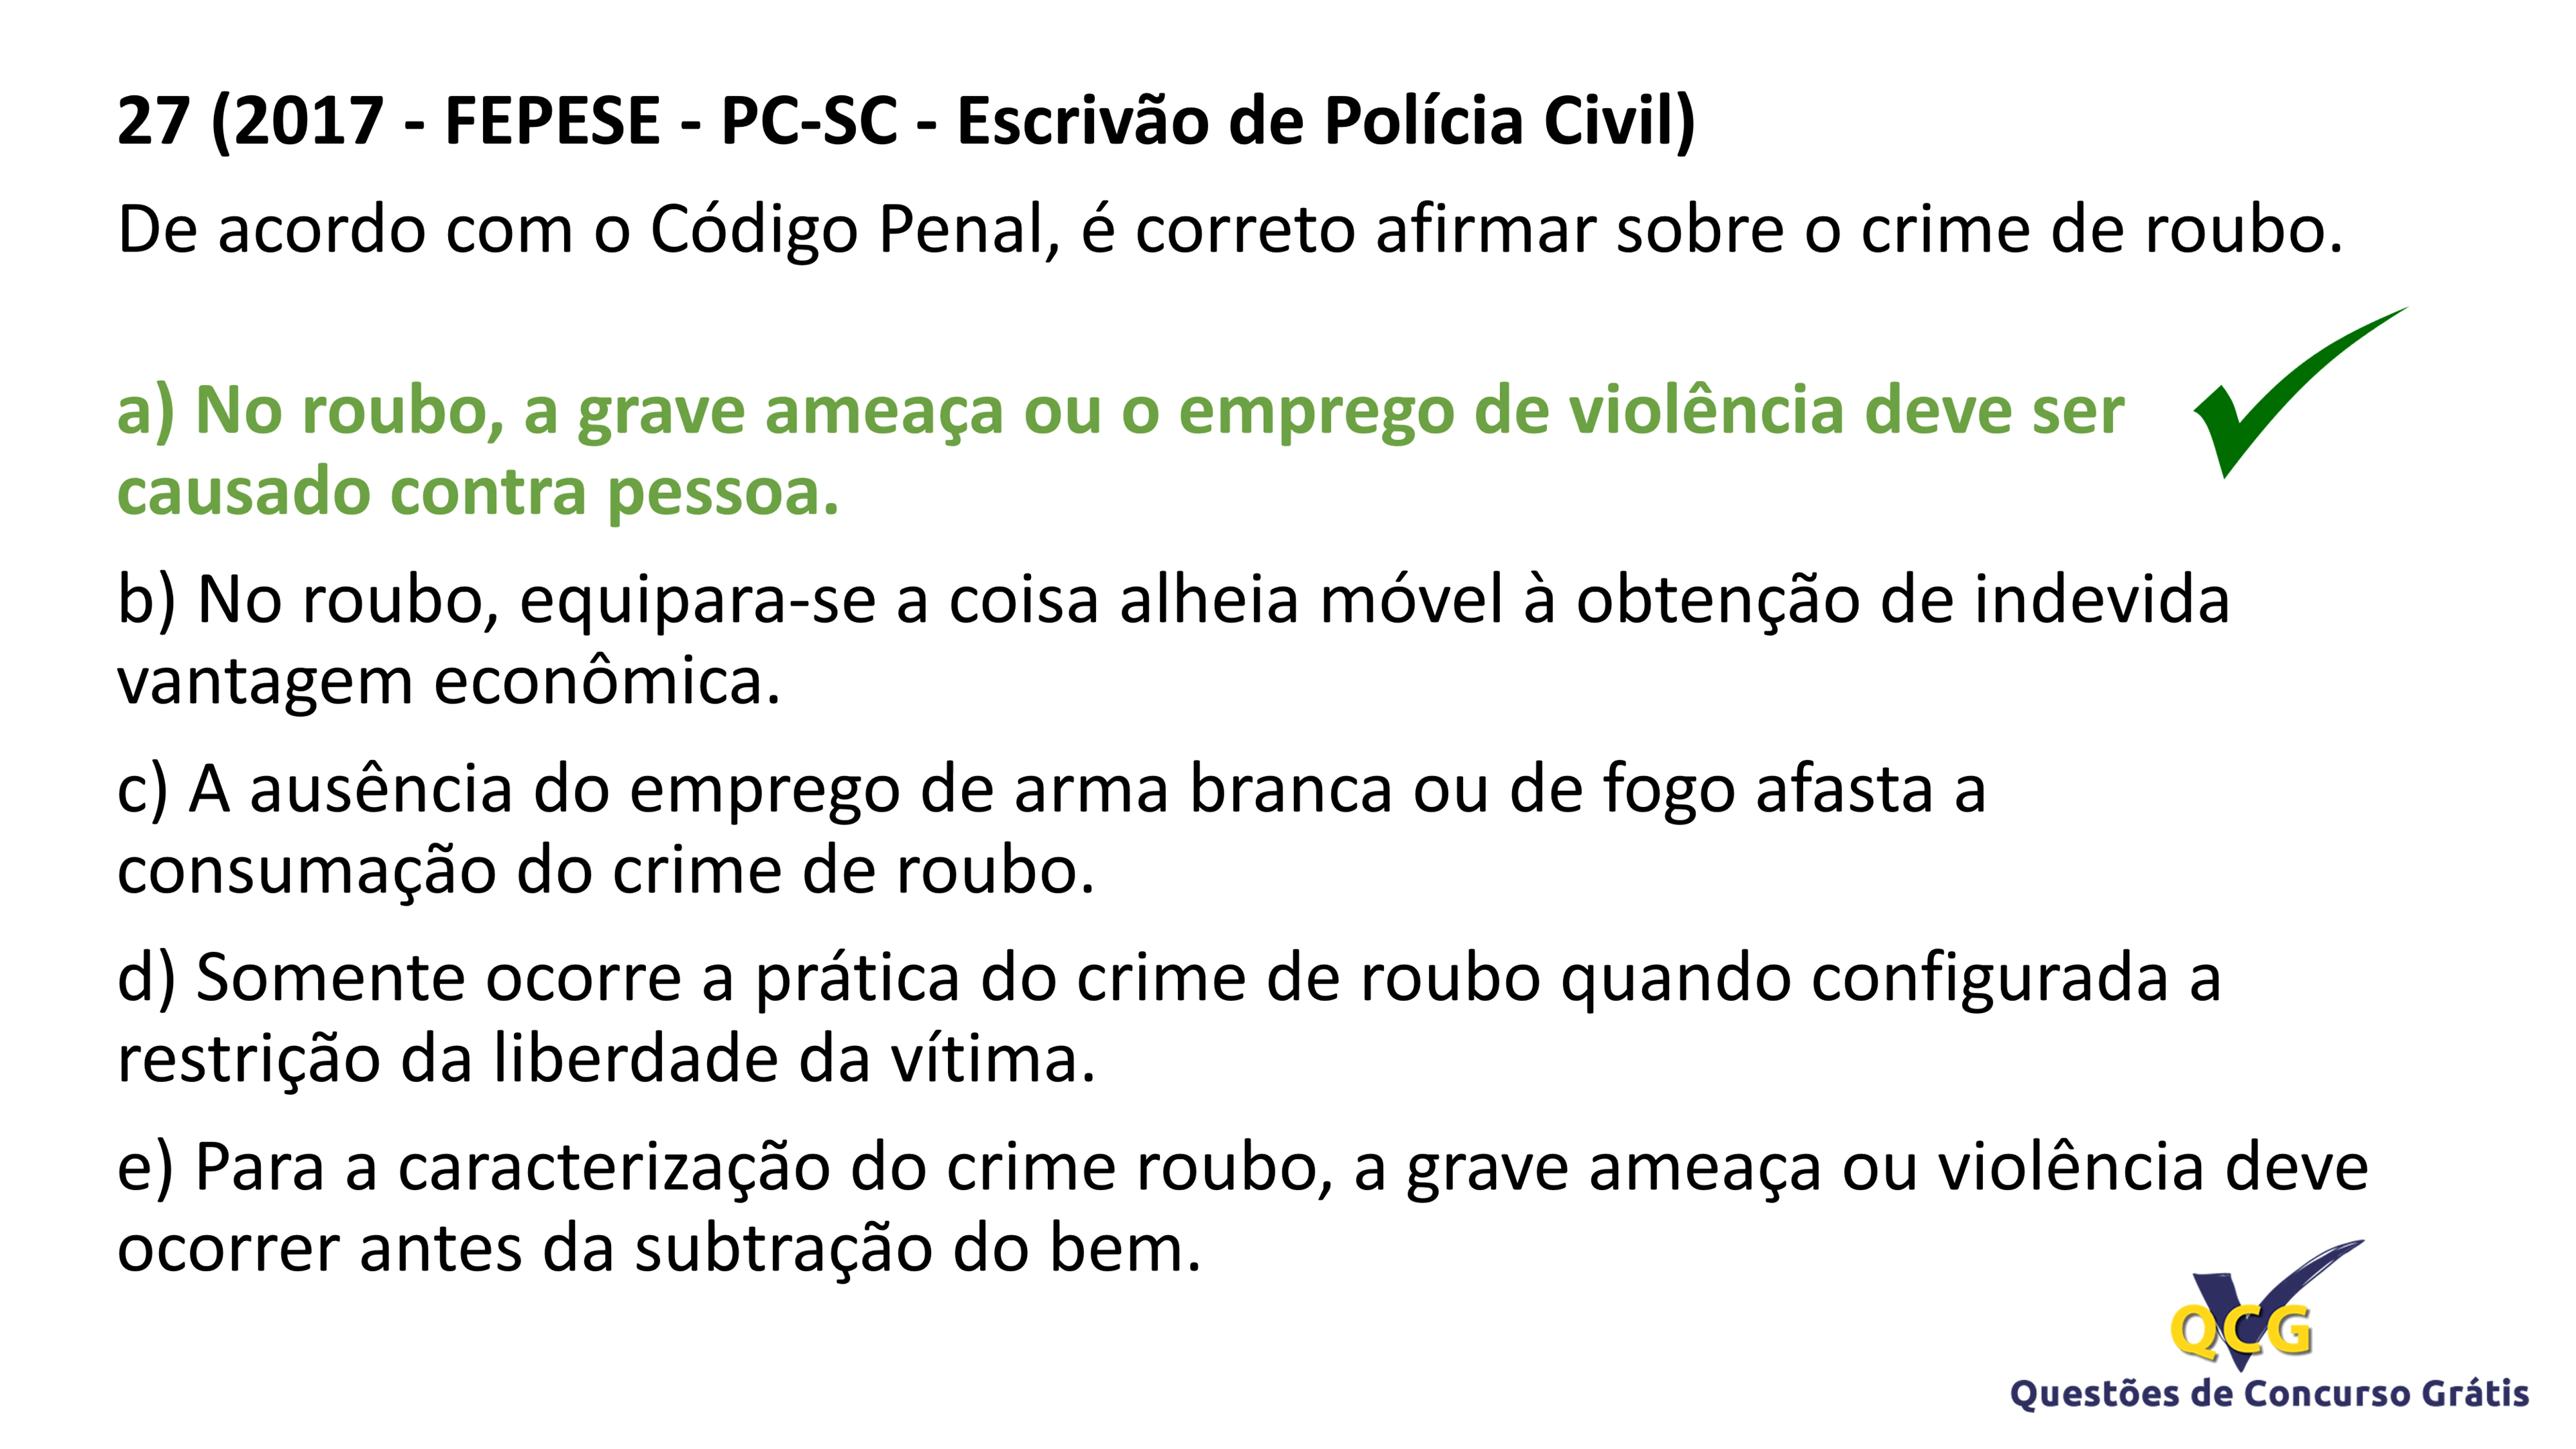 27 (2017 - FEPESE - PC-SC - Escrivão de Polícia Civil)
De acordo com o Código Penal, é correto afirmar sobre o crime de roubo.
a) No roubo, a grave ameaça ou o emprego de violência deve ser
causado contra pessoa.
b) No roubo, equipara-se a coisa alheia móvel à obtenção de indevida
vantagem econômica.
c) A ausência do emprego de arma branca ou de fogo afasta a
consumação do crime de roubo.
d) Somente ocorre a prática do crime de roubo quando configurada a
restrição da liberdade da vítima.
e) Para a caracterização do crime roubo, a grave ameaça ou violência deve
ocorrer antes da subtração do bem.
QCG
Questões de Concurso Grátis